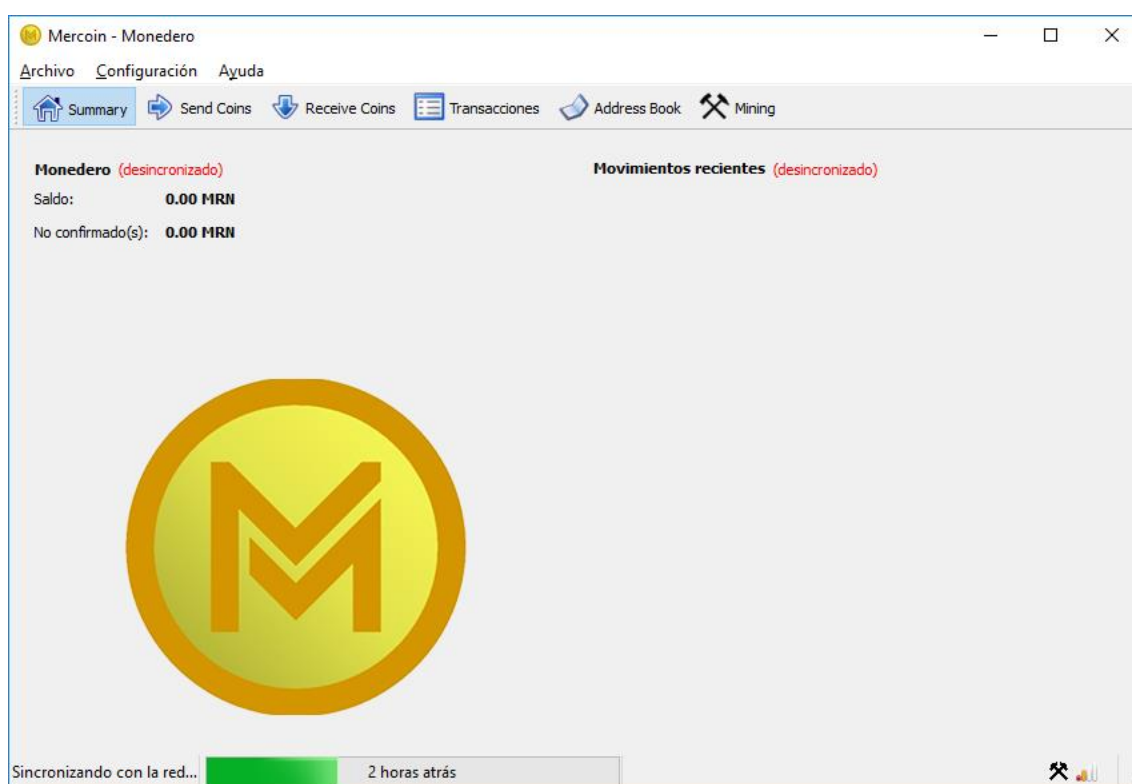 Mercoin - Monedero
Archivo Configuración Ayuda
Summary Send Coins Receive Coins Transacciones Address Book Mining
Monedero (desincronizado) Movimientos recientes (desincronizado)
Saldo: 0.00 MRN
No confirmado(s): 0.00 MRN
Sincronizando con la red... 2 horas atrás